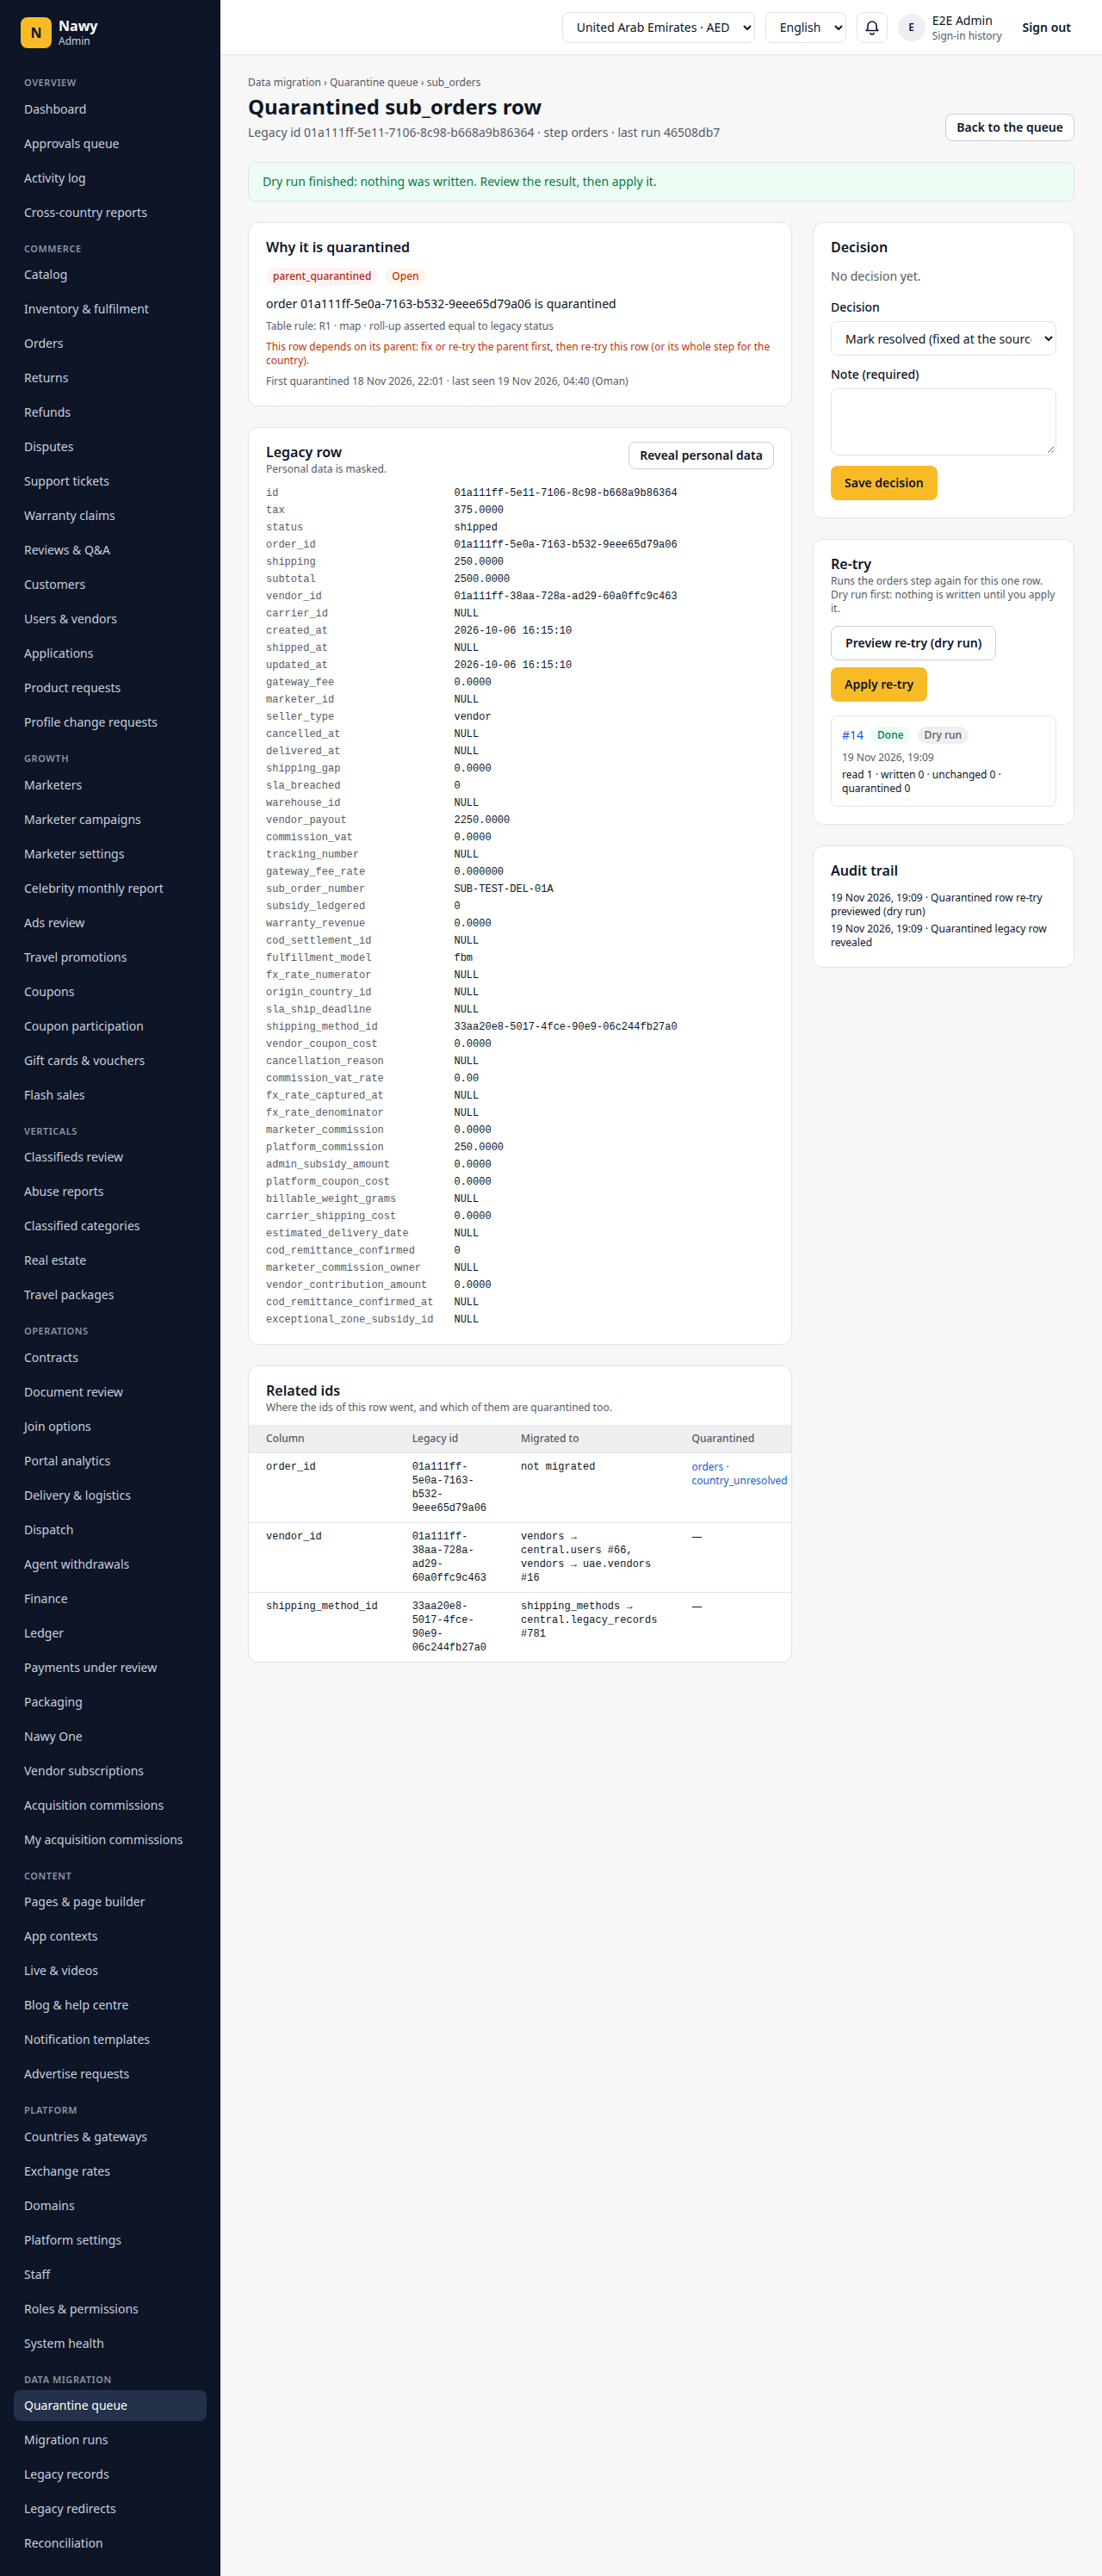 N
Nawy
Admin
OVERVIEW
Dashboard
Approvals queue
Activity log
Cross-country reports
COMMERCE
Catalog
Inventory & fulfilment
Orders
Returns
Refunds
Disputes
Support tickets
Warranty claims
Reviews & Q&A
Customers
Users & vendors
Applications
Product requests
Profile change requests
GROWTH
Marketers
Marketer campaigns
Marketer settings
Celebrity monthly report
Ads review
Travel promotions
Coupons
Coupon participation
Gift cards & vouchers
Flash sales
VERTICALS
Classifieds review
Abuse reports
Classified categories
Real estate
Travel packages
OPERATIONS
Contracts
Document review
Join options
Portal analytics
Delivery & logistics
Dispatch
Agent withdrawals
Finance
Ledger
Payments under review
Packaging
Nawy One
Vendor subscriptions
Acquisition commissions
My acquisition commissions
CONTENT
Pages & page builder
App contexts
Live & videos
Blog & help centre
Notification templates
Advertise requests
PLATFORM
Countries & gateways
Exchange rates
Domains
Platform settings
Staff
Roles & permissions
System health
DATA MIGRATION
Quarantine queue
Migration runs
Legacy records
Legacy redirects
Reconciliation
United Arab Emirates · AED
English
E
E2E Admin
Sign-in history
Sign out
Data migration › Quarantine queue › sub_orders
Quarantined sub_orders row
Legacy id 01a111ff-5e11-7106-8c98-b668a9b86364 · step orders · last run 46508db7
Back to the queue
Dry run finished: nothing was written. Review the result, then apply it.
Why it is quarantined
parent_quarantined Open
order 01a111ff-5e0a-7163-b532-9eee65d79a06 is quarantined
Table rule: R1 · map · roll-up asserted equal to legacy status
This row depends on its parent: fix or re-try the parent first, then re-try this row (or its whole step for the
country).
First quarantined 18 Nov 2026, 22:01 · last seen 19 Nov 2026, 04:40 (Oman)
Legacy row
Personal data is masked.
Reveal personal data
id 01a111ff-5e11-7106-8c98-b668a9b86364
tax 375.0000
status shipped
order_id 01a111ff-5e0a-7163-b532-9eee65d79a06
shipping 250.0000
subtotal 2500.0000
vendor_id 01a111ff-38aa-728a-ad29-60a0ffc9c463
carrier_id NULL
created_at 2026-10-06 16:15:10
shipped_at NULL
updated_at 2026-10-06 16:15:10
gateway_fee 0.0000
marketer_id NULL
seller_type vendor
cancelled_at NULL
delivered_at NULL
shipping_gap 0.0000
sla_breached 0
warehouse_id NULL
vendor_payout 2250.0000
commission_vat 0.0000
tracking_number NULL
gateway_fee_rate 0.000000
sub_order_number SUB-TEST-DEL-01A
subsidy_ledgered 0
warranty_revenue 0.0000
cod_settlement_id NULL
fulfillment_model fbm
fx_rate_numerator NULL
origin_country_id NULL
sla_ship_deadline NULL
shipping_method_id 33aa20e8-5017-4fce-90e9-06c244fb27a0
vendor_coupon_cost 0.0000
cancellation_reason NULL
commission_vat_rate 0.00
fx_rate_captured_at NULL
fx_rate_denominator NULL
marketer_commission 0.0000
platform_commission 250.0000
admin_subsidy_amount 0.0000
platform_coupon_cost 0.0000
billable_weight_grams NULL
carrier_shipping_cost 0.0000
estimated_delivery_date NULL
cod_remittance_confirmed 0
marketer_commission_owner NULL
vendor_contribution_amount 0.0000
cod_remittance_confirmed_at NULL
exceptional_zone_subsidy_id NULL
Related ids
Where the ids of this row went, and which of them are quarantined too.
Column Legacy id Migrated to Quarantined
order_id 01a111ff-5e0a-7163-b532-9eee65d79a06 not migrated orders · country_unresolved
vendor_id 01a111ff-38aa-728a-ad29-60a0ffc9c463 vendors → central.users #66, vendors → uae.vendors #16 —
shipping_method_id 33aa20e8-5017-4fce-90e9-06c244fb27a0 shipping_methods → central.legacy_records #781 —
Decision
No decision yet.
Decision
Mark resolved (fixed at the sourc
Note (required)
Save decision
Re-try
Runs the orders step again for this one row.
Dry run first: nothing is written until you apply
it.
Preview re-try (dry run)
Apply re-try
#14 Done Dry run
19 Nov 2026, 19:09
read 1 · written 0 · unchanged 0 ·
quarantined 0
Audit trail
19 Nov 2026, 19:09 · Quarantined row re-try
previewed (dry run)
19 Nov 2026, 19:09 · Quarantined legacy row
revealed